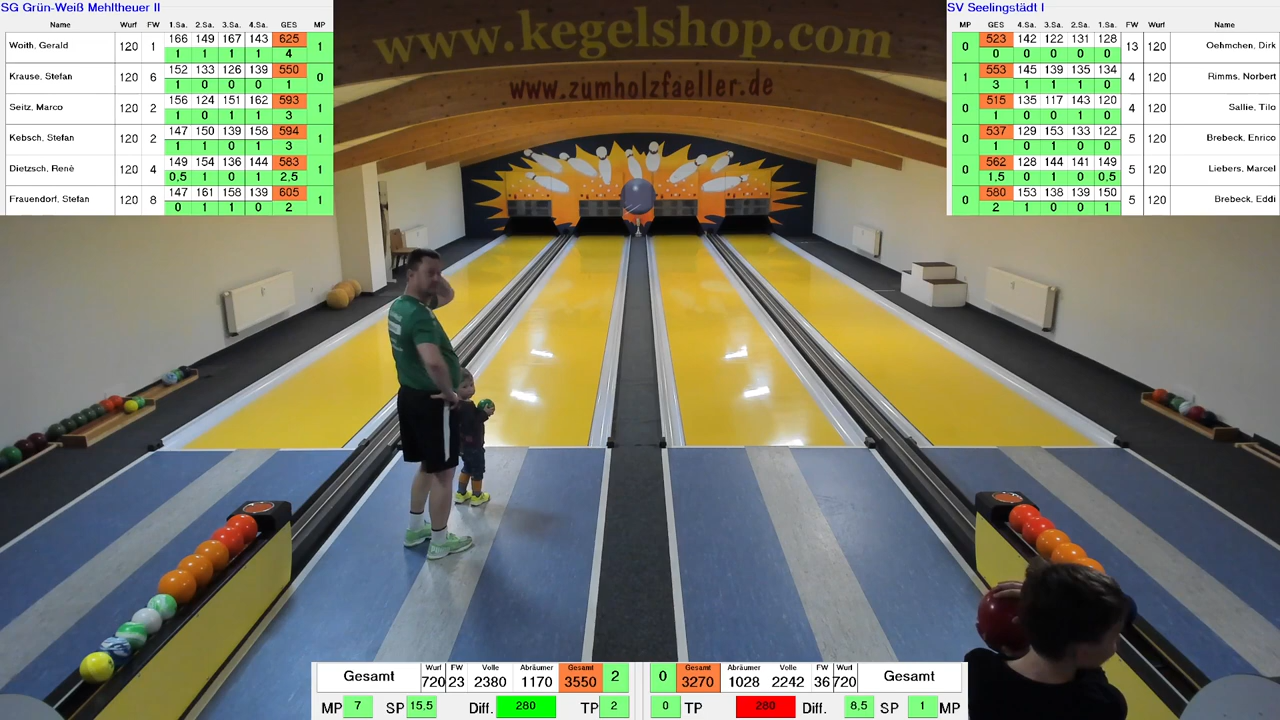 SG Grün-Weiß Mehltheuer II
Name Wurf FW 1.Sa. 2.Sa. 3.Sa. 4.Sa. GES MP
Woith, Gerald 120 1 166 149 167 143 625 1
1 1 1 1 4
Krause, Stefan 120 6 152 133 126 139 550 0
1 0 0 0 1
Seitz, Marco 120 2 156 124 151 162 593 1
1 0 1 1 3
Kebsch, Stefan 120 2 147 150 139 158 594 1
1 1 0 1 3
Dietzsch, Renè 120 4 149 154 136 144 583 1
0,5 1 0 1 2,5
Frauendorf, Stefan 120 8 147 161 158 139 605 1
0 1 1 0 2
SV Seelingstädt I
MP GES 4.Sa. 3.Sa. 2.Sa. 1.Sa. FW Wurf Name
0 523 142 122 131 128 13 120 Oehmchen, Dirk
0 0 0 0 0
1 553 145 139 135 134 4 120 Rimms, Norbert
3 1 1 1 0
0 515 135 117 143 120 4 120 Sallie, Tilo
1 0 0 1 0
0 537 129 153 133 122 5 120 Brebeck, Enrico
1 0 1 0 0
0 562 128 144 141 149 5 120 Liebers, Marcel
1,5 0 1 0 0,5
0 580 153 138 139 150 5 120 Brebeck, Eddi
2 1 0 0 1
www.kegelshop.com
www.zumholzfaeller.de
Gesamt Wurf 720 FW 23 Volle 2380 Abräumer 1170 Gesamt 3550 2
MP 7 SP 15,5 Diff. 280 TP 2
0 Gesamt 3270 Abräumer 1028 Volle 2242 FW 36 Wurf 720 Gesamt
0 TP 280 Diff. 8,5 SP 1 MP